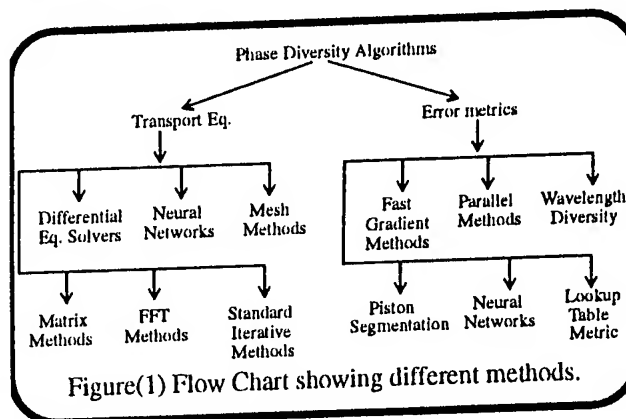 Phase Diversity Algorithms
Transport Eq.
Error metrics
Differential
Eq. Solvers
Neural
Networks
Mesh
Methods
Fast
Gradient
Methods
Parallel
Methods
Wavelength
Diversity
Matrix
Methods
FFT
Methods
Standard
Iterative
Methods
Piston
Segmentation
Neural
Networks
Lookup
Table
Metric
Figure(1) Flow Chart showing different methods.